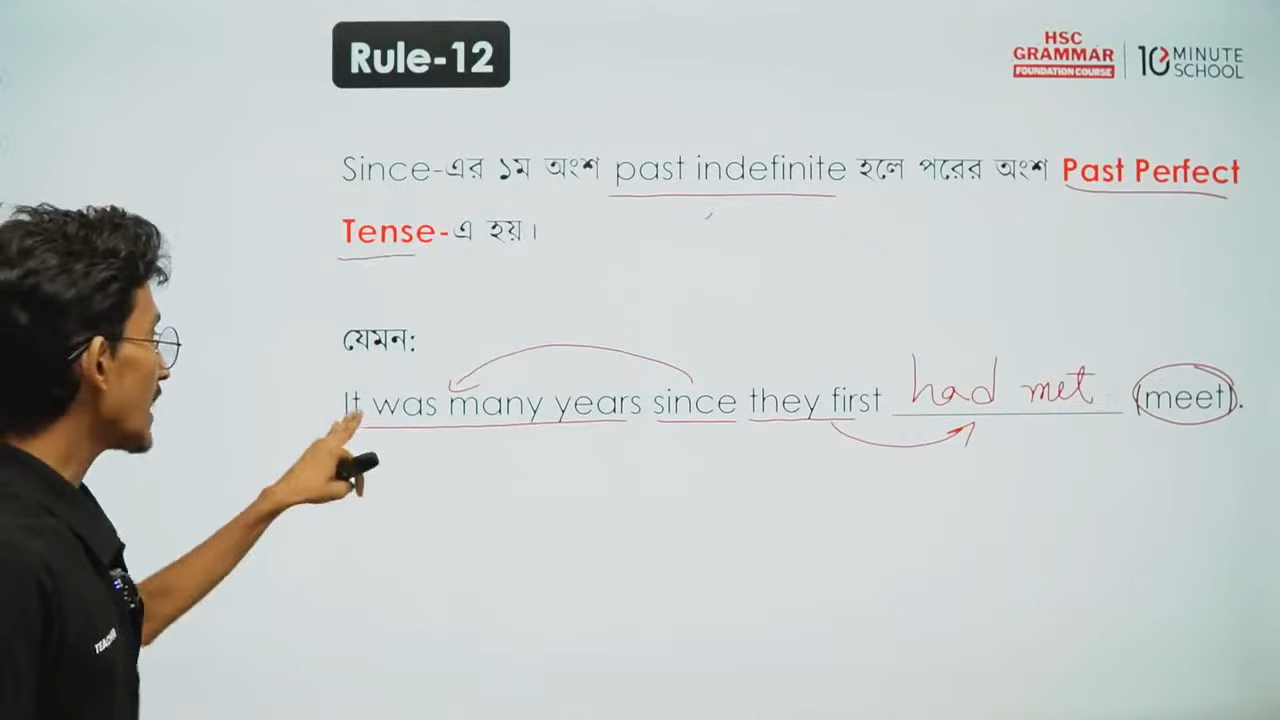 Rule-12
HSC
GRAMMAR
FOUNDATION COURSE
10 MINUTE
SCHOOL
Since-এর ১ম অংশ past indefinite হলে পরের অংশ Past Perfect
Tense-এ হয়।
যেমন:
It was many years since they first had met (meet).
TEACHER